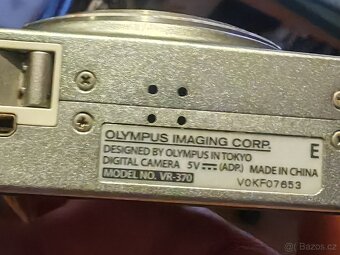 OLYMPUS IMAGING CORP.
DESIGNED BY OLYMPUS IN TOKYO
DIGITAL CAMERA 5V⎓(ADP.) MADE IN CHINA
MODEL NO. VR-370
V0KF07653
E
Bazos.cz